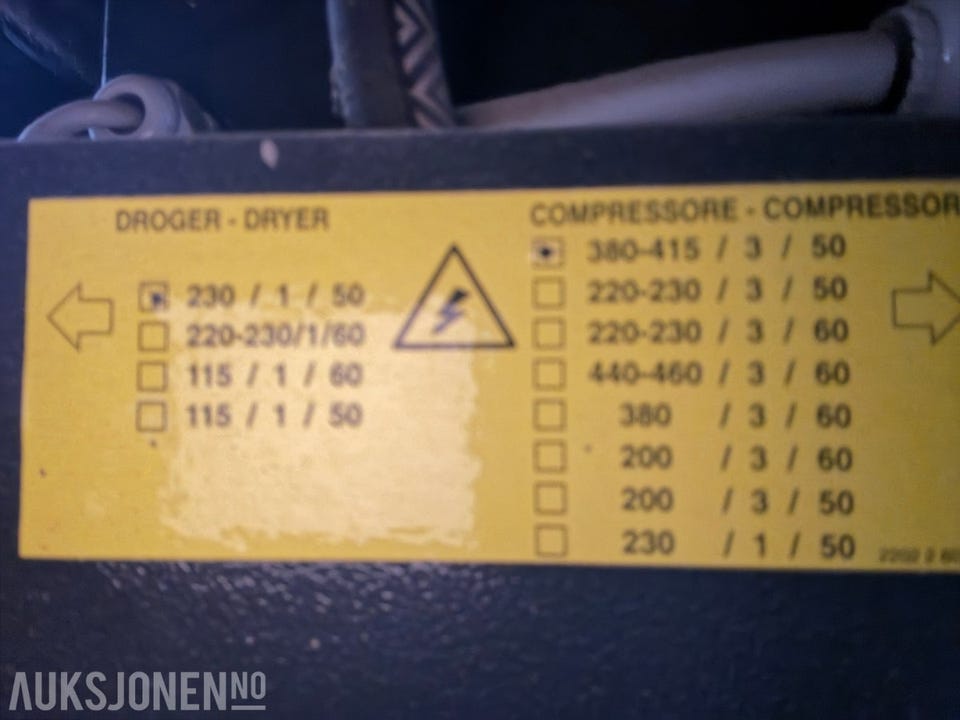 DROGER - DRYER
230 / 1 / 50
220-230/1/60
115 / 1 / 60
115 / 1 / 50
COMPRESSORE - COMPRESSOR
380-415 / 3 / 50
220-230 / 3 / 50
220-230 / 3 / 60
440-460 / 3 / 60
380 / 3 / 60
200 / 3 / 60
200 / 3 / 50
230 / 1 / 50
AUKSJONEN NO